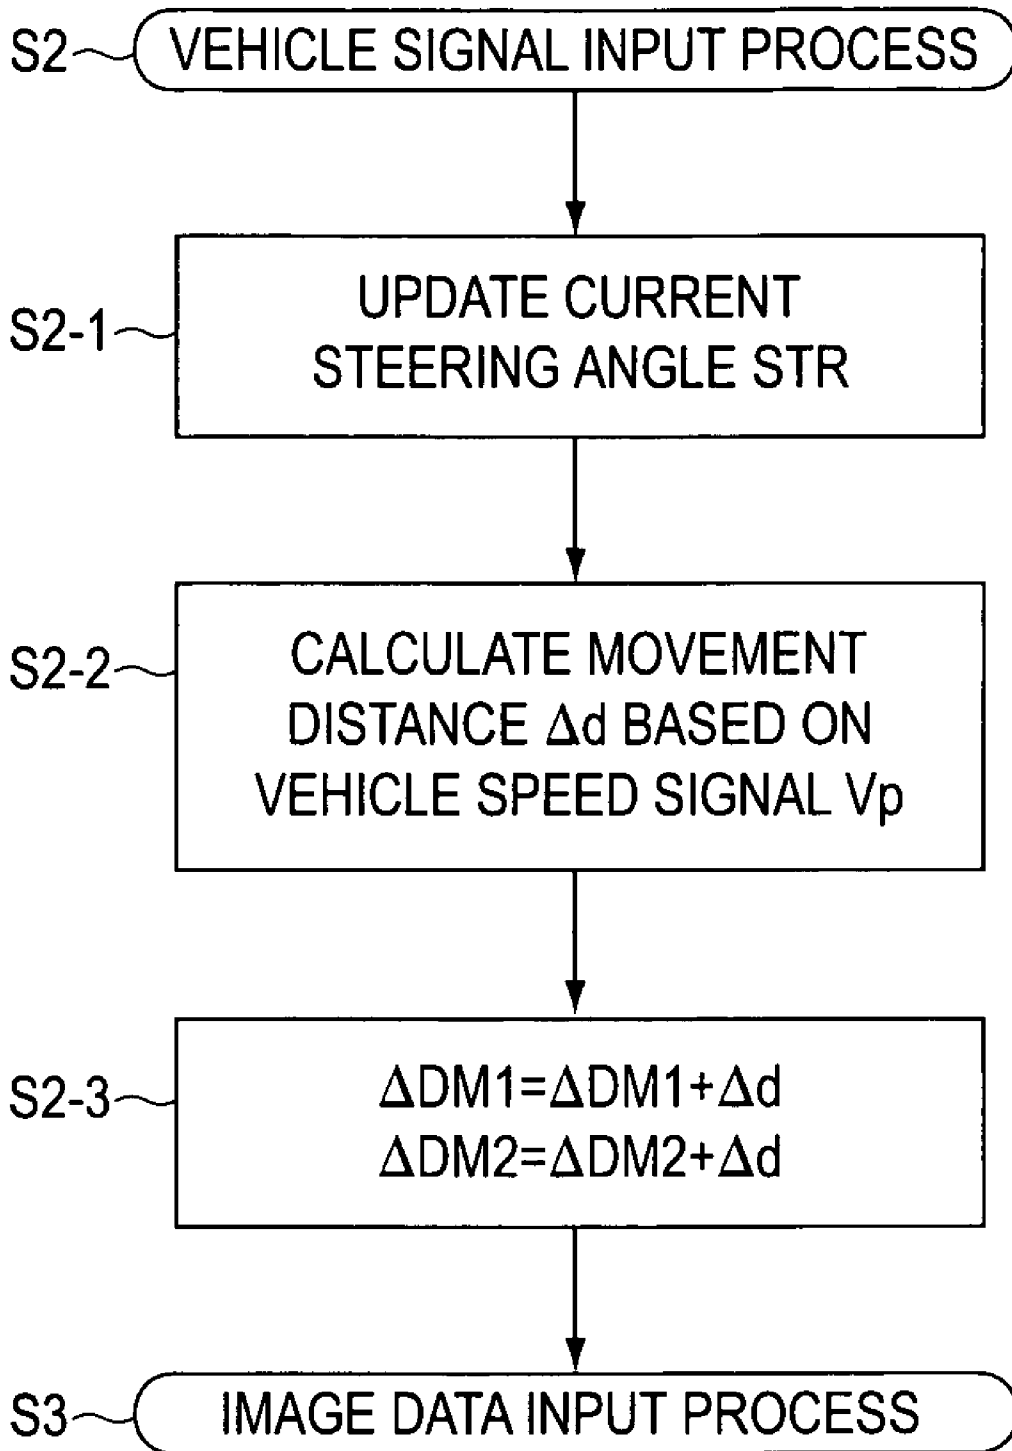 S2 VEHICLE SIGNAL INPUT PROCESS
S2-1 UPDATE CURRENT
STEERING ANGLE STR
S2-2 CALCULATE MOVEMENT
DISTANCE Δd BASED ON
VEHICLE SPEED SIGNAL Vp
S2-3 ΔDM1=ΔDM1+Δd
ΔDM2=ΔDM2+Δd
S3 IMAGE DATA INPUT PROCESS